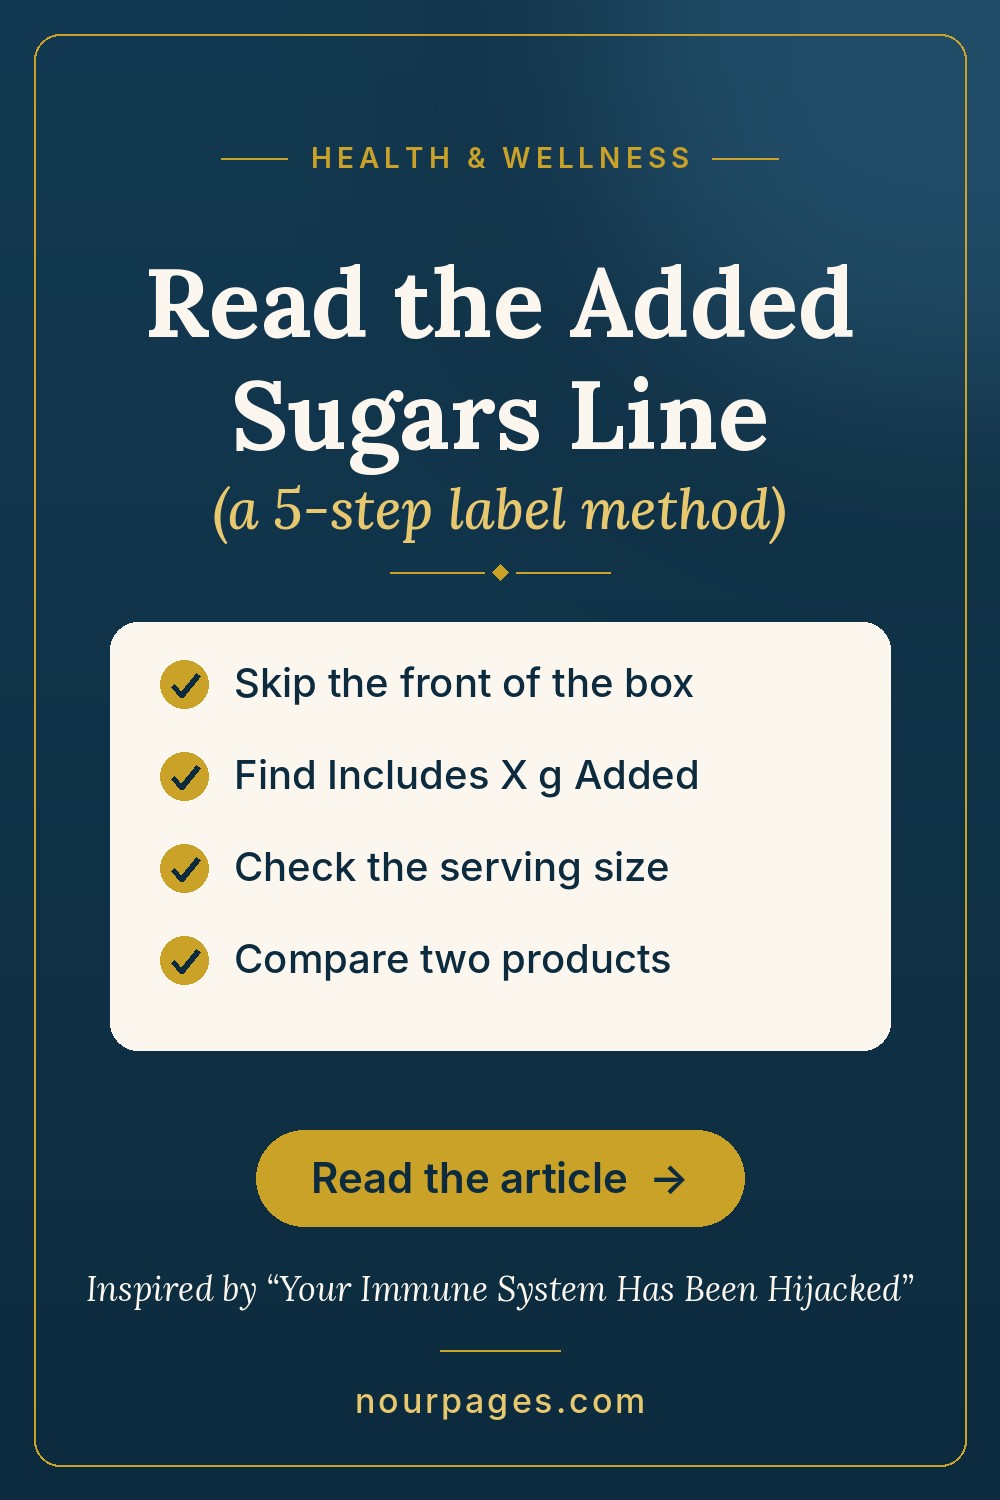 HEALTH & WELLNESS
Read the Added
Sugars Line
(a 5-step label method)
Skip the front of the box
Find Includes X g Added
Check the serving size
Compare two products
Read the article →
Inspired by “Your Immune System Has Been Hijacked”
nourpages.com